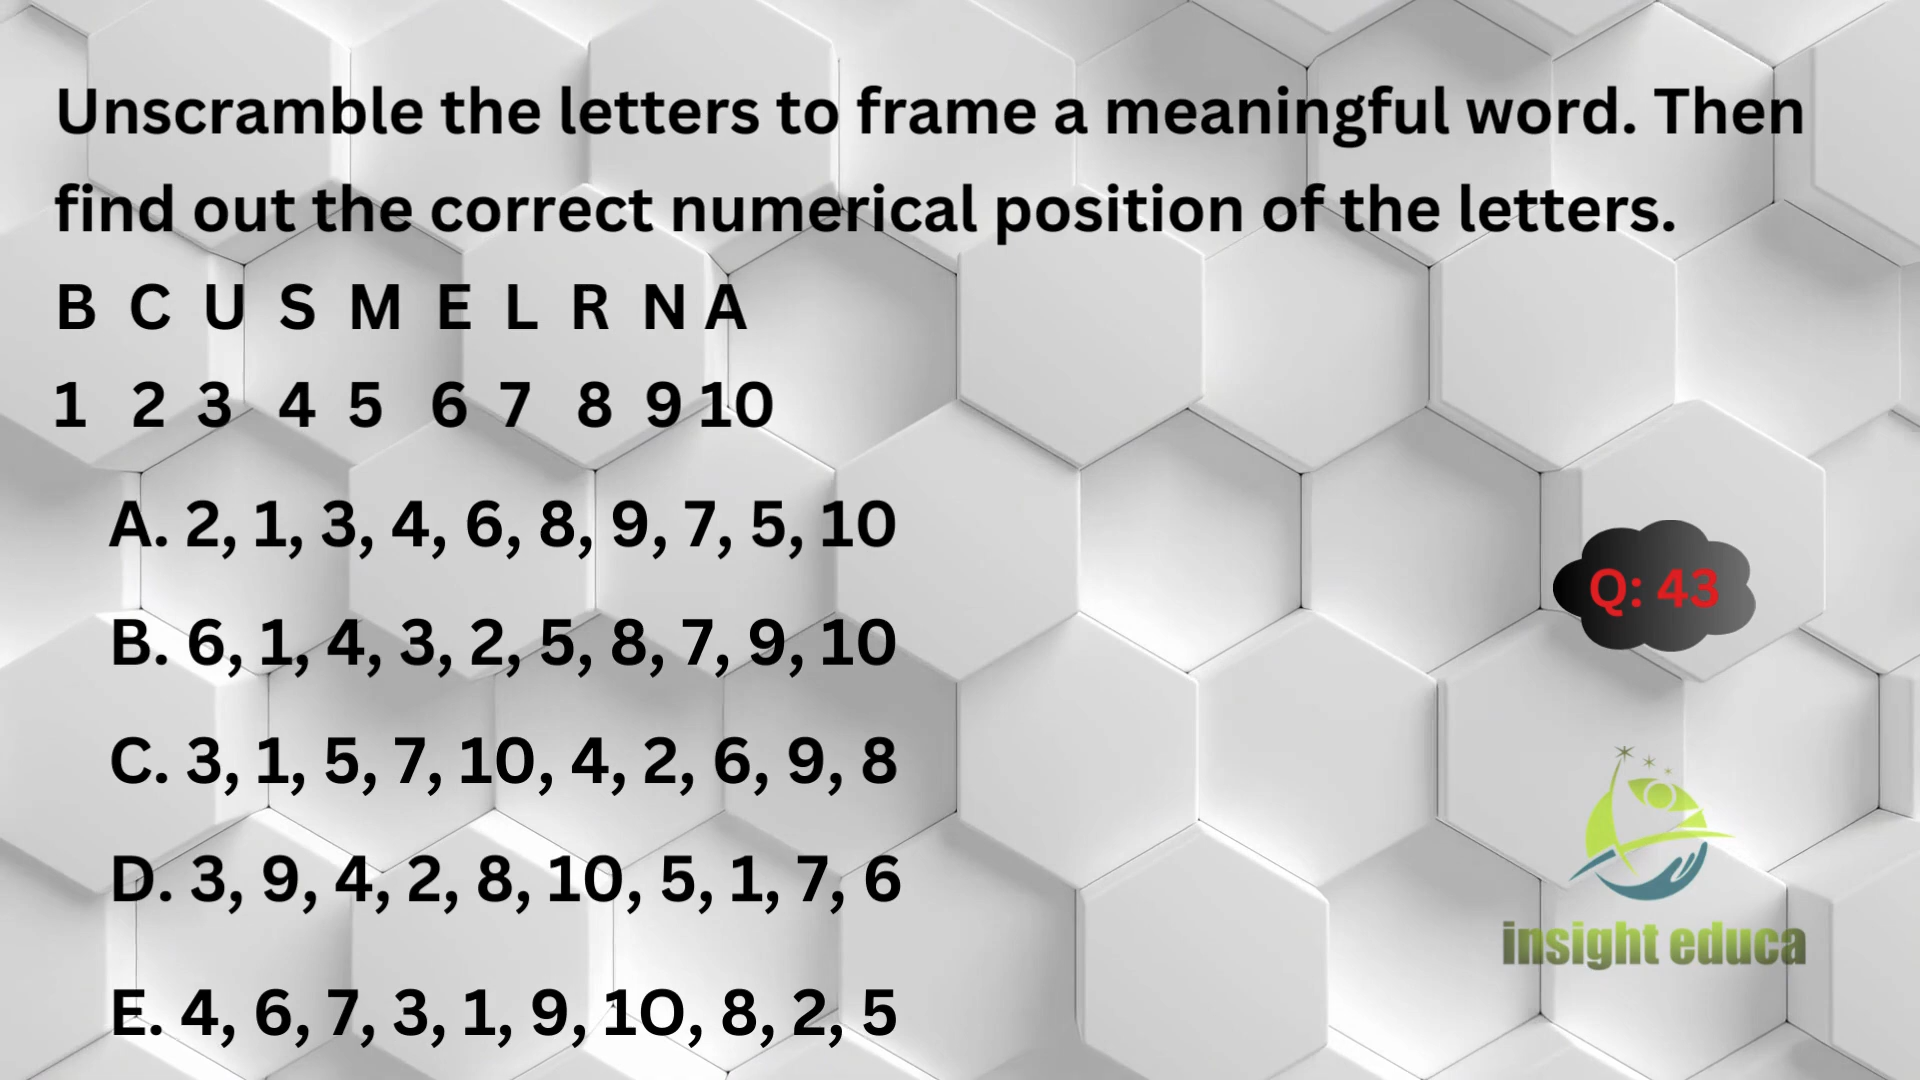 Unscramble the letters to frame a meaningful word. Then
find out the correct numerical position of the letters.
B C U S M E L R N A
1 2 3 4 5 6 7 8 9 10
A. 2, 1, 3, 4, 6, 8, 9, 7, 5, 10
B. 6, 1, 4, 3, 2, 5, 8, 7, 9, 10
C. 3, 1, 5, 7, 10, 4, 2, 6, 9, 8
D. 3, 9, 4, 2, 8, 10, 5, 1, 7, 6
E. 4, 6, 7, 3, 1, 9, 1O, 8, 2, 5
Q: 43
insight educa